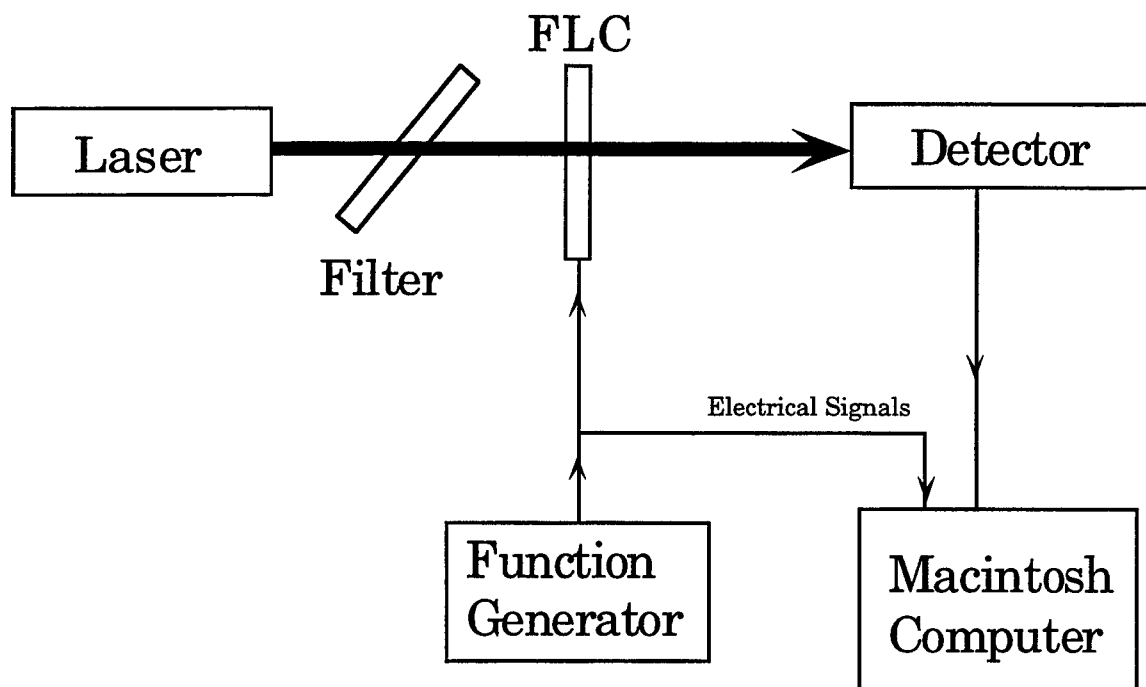 FLC
Laser
Detector
Filter
Electrical Signals
Function
Generator
Macintosh
Computer